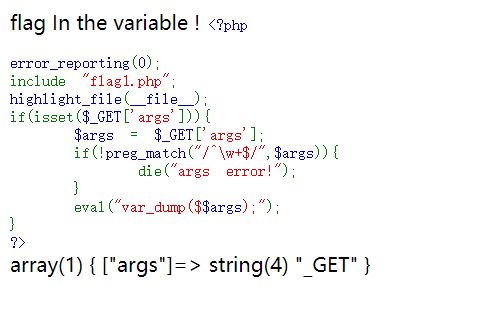 flag In the variable ! <?php
error_reporting(0);
include "flag1.php";
highlight_file(__file__);
if(isset($_GET['args'])){
$args = $_GET['args'];
if(!preg_match("/^\w+$/",$args)){
die("args error!");
}
eval("var_dump($$args);");
}
?>
array(1) { ["args"]=> string(4) "_GET" }